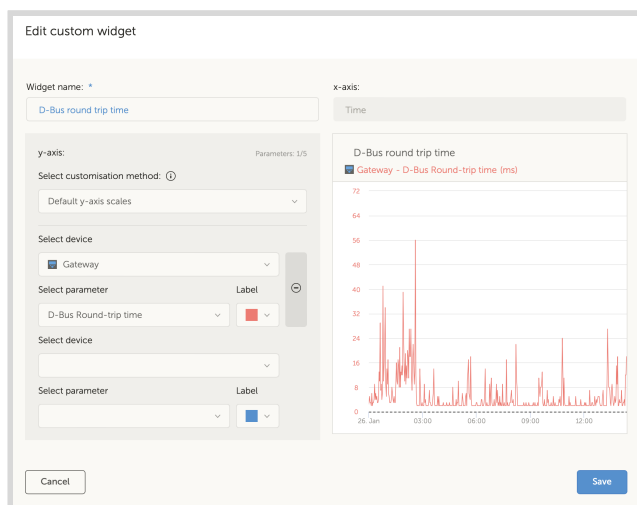 Edit custom widget
Widget name: *
D-Bus round trip time
x-axis:
Time
y-axis:
Parameters: 1/5
Select customisation method:
Default y-axis scales
Select device
Gateway
Select parameter
Label
D-Bus Round-trip time
Select device
Select parameter
Label
D-Bus round trip time
Gateway - D-Bus Round-trip time (ms)
72
64
56
48
40
32
24
16
8
0
26. Jan 03:00 06:00 09:00 12:00
Cancel
Save